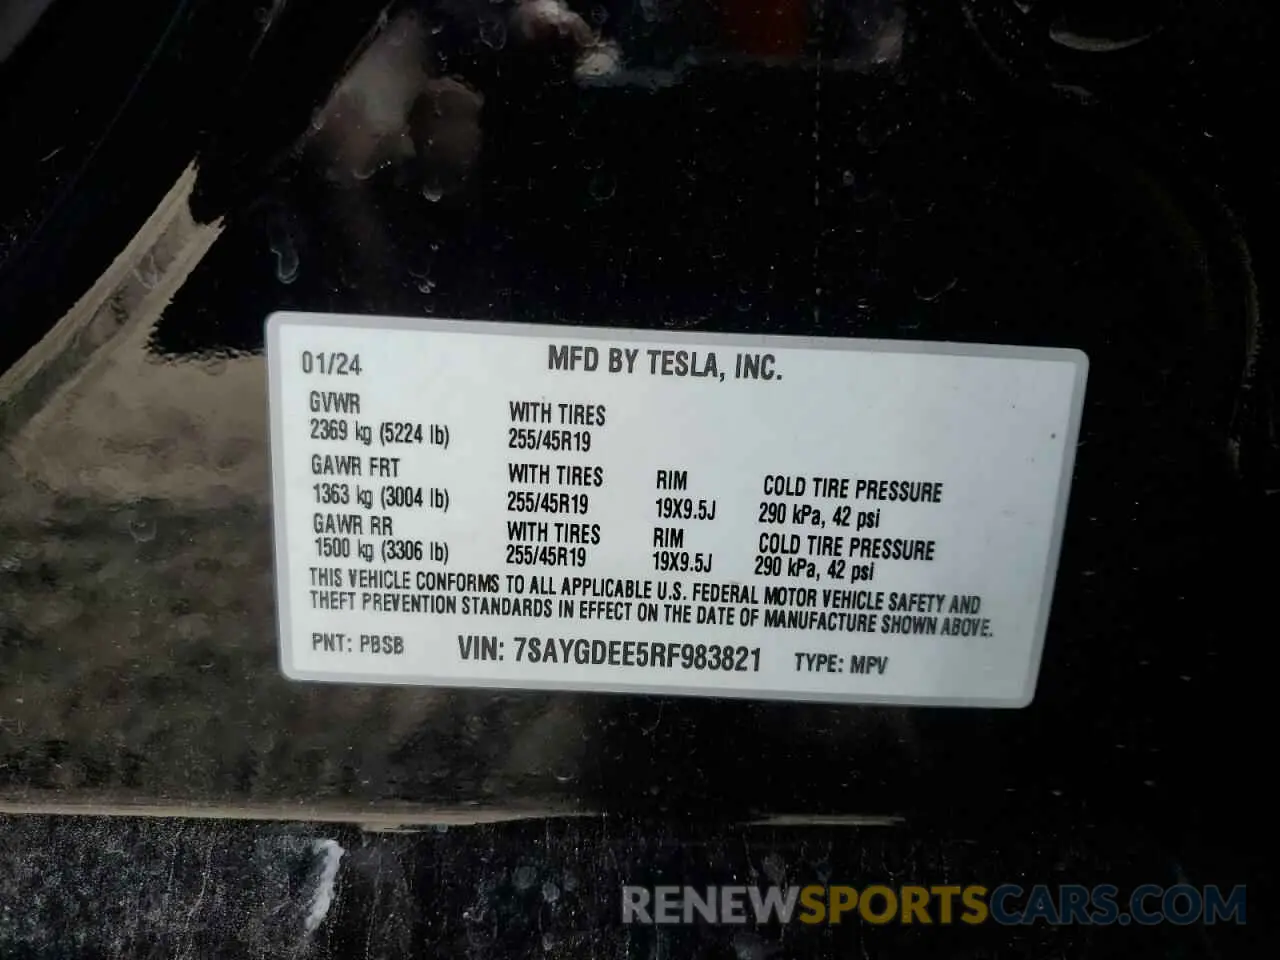 01/24 MFD BY TESLA, INC.
GVWR WITH TIRES
2369 kg (5224 lb) 255/45R19
GAWR FRT WITH TIRES RIM COLD TIRE PRESSURE
1363 kg (3004 lb) 255/45R19 19X9.5J 290 kPa, 42 psi
GAWR RR WITH TIRES RIM COLD TIRE PRESSURE
1500 kg (3306 lb) 255/45R19 19X9.5J 290 kPa, 42 psi
THIS VEHICLE CONFORMS TO ALL APPLICABLE U.S. FEDERAL MOTOR VEHICLE SAFETY AND
THEFT PREVENTION STANDARDS IN EFFECT ON THE DATE OF MANUFACTURE SHOWN ABOVE.
PNT: PBSB VIN: 7SAYGDEE5RF983821 TYPE: MPV
RENEWSPORTSCARS.COM